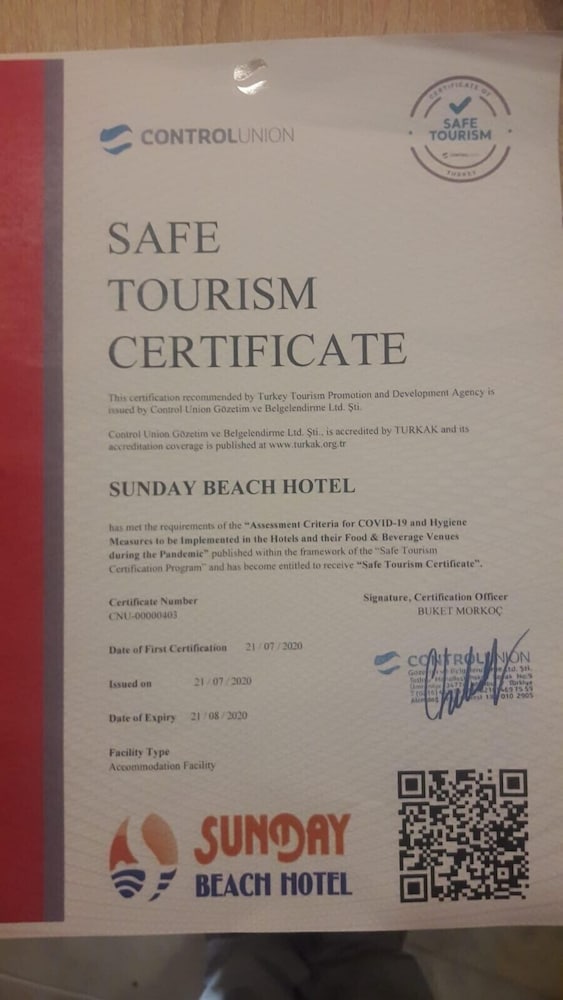 CONTROLUNION
CERTIFICATE OF
SAFE
TOURISM
TURKEY
SAFE
TOURISM
CERTIFICATE
This certification recommended by Turkey Tourism Promotion and Development Agency is
issued by Control Union Gözetim ve Belgelendirme Ltd. Şti.
Control Union Gözetim ve Belgelendirme Ltd. Şti., is accredited by TURKAK and its
accreditation coverage is published at www.turkak.org.tr
SUNDAY BEACH HOTEL
has met the requirements of the “Assessment Criteria for COVID-19 and Hygiene
Measures to be Implemented in the Hotels and their Food & Beverage Venues
during the Pandemic” published within the framework of the “Safe Tourism
Certification Program” and has become entitled to receive “Safe Tourism Certificate”.
Certificate Number
CNU-00000403
Signature, Certification Officer
BUKET MORKOÇ
Date of First Certification 21 / 07 / 2020
Issued on 21 / 07 / 2020
Date of Expiry 21 / 08 / 2020
CONTROLUNION
Facility Type
Accommodation Facility
SUNDAY
BEACH HOTEL